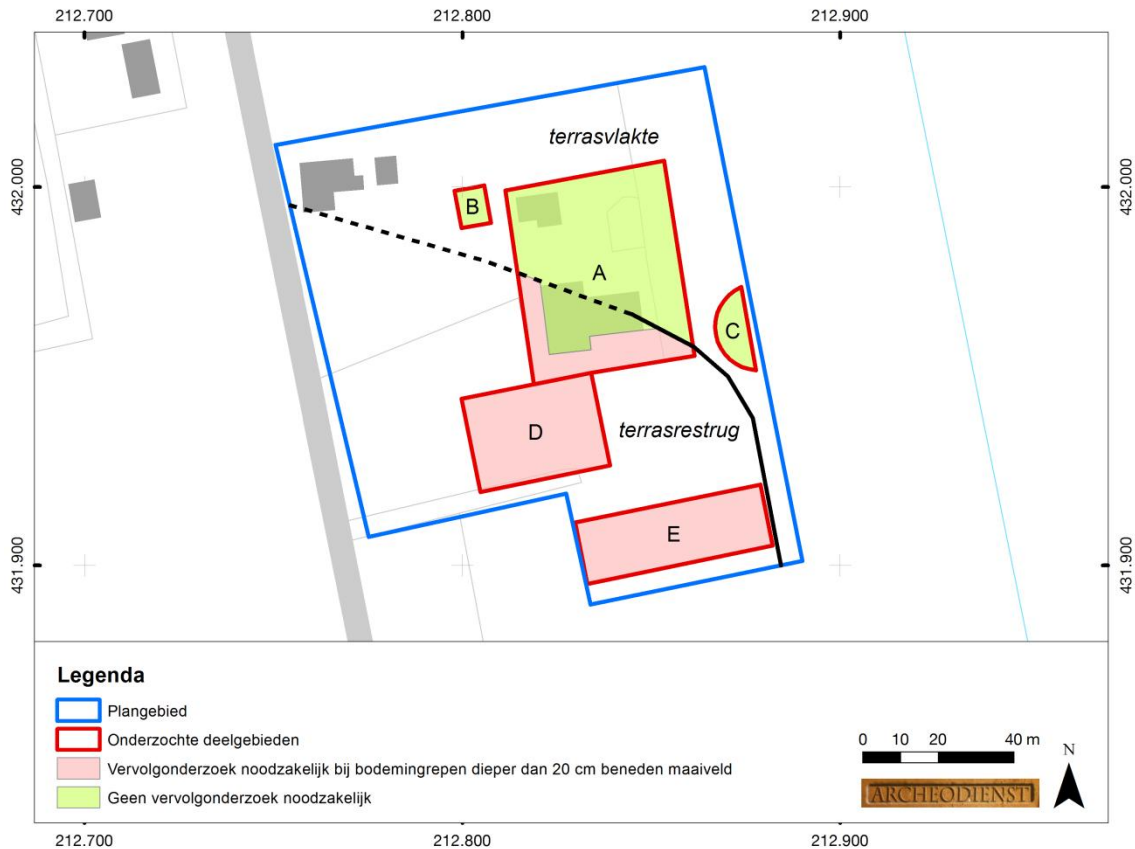 212.700 212.800 212.900
432.000 432.000
terrasvlakte
B
A
C
D
terrasrestrug
E
431.900 431.900
Legenda
Plangebied
Onderzochte deelgebieden
Vervolgonderzoek noodzakelijk bij bodemingrepen dieper dan 20 cm beneden maaiveld
Geen vervolgonderzoek noodzakelijk
0 10 20 40 m
N
ARCHEODIENST
212.700 212.800 212.900